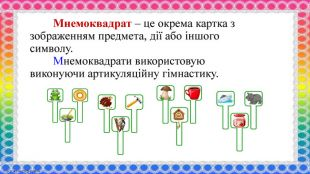 Мнемоквадрат – це окрема картка з
зображенням предмета, дії або іншого
символу.
Мнемоквадрати використовую
виконуючи артикуляційну гімнастику.